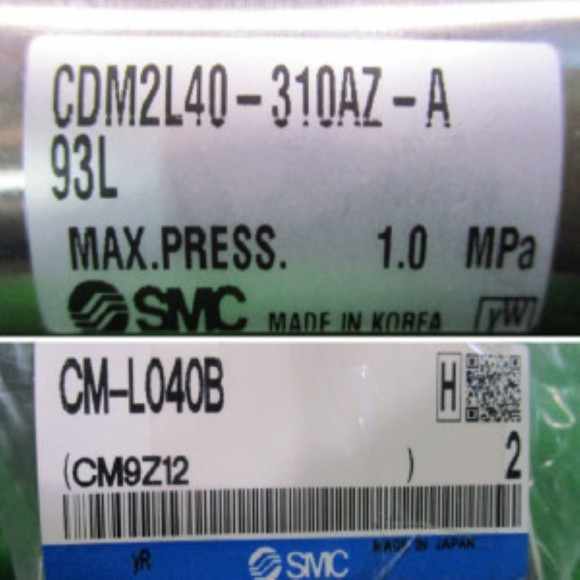 CDM2L40-310AZ-A
93L
MAX.PRESS. 1.0 MPa
SMC MADE IN KOREA yW
CM-L040B H
(CM9Z12 ) 2
MADE IN JAPAN
yR SMC